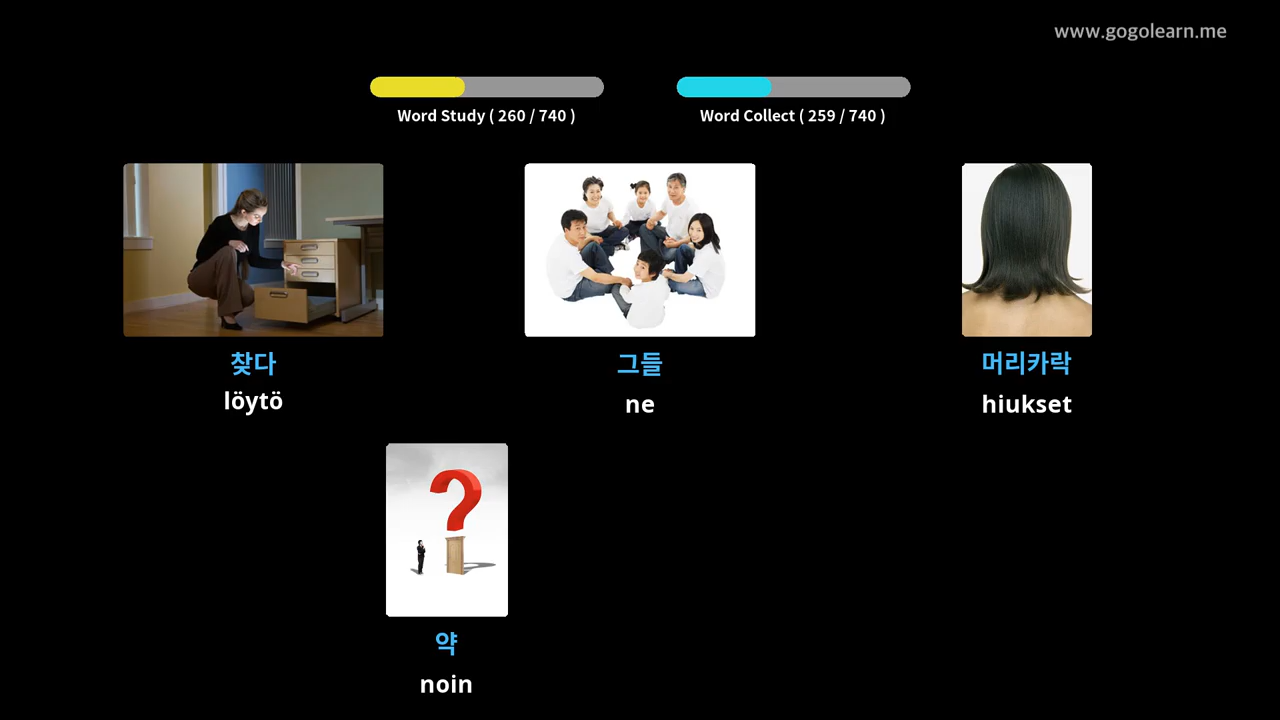 www.gogolearn.me
Word Study ( 260 / 740 )
Word Collect ( 259 / 740 )
찾다
löytö
그들
ne
머리카락
hiukset
약
noin